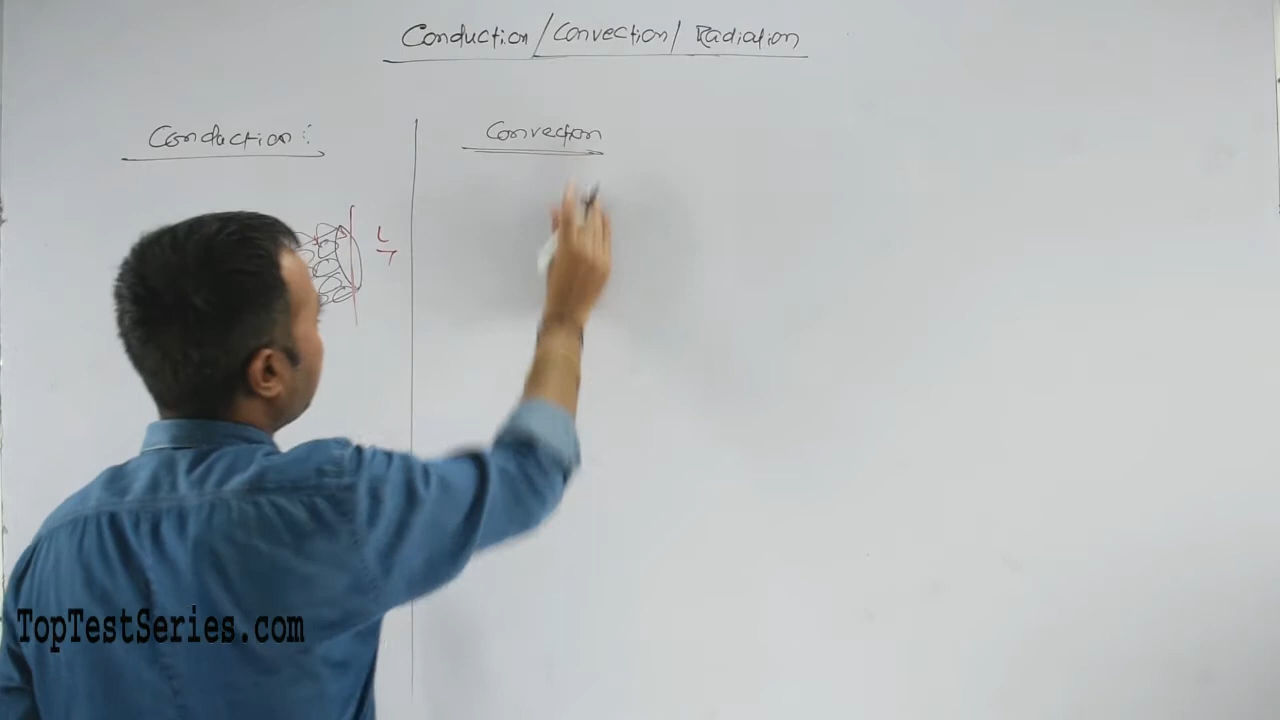 Conduction / Convection / Radiation
Conduction :
Convection
L
TopTestSeries.com